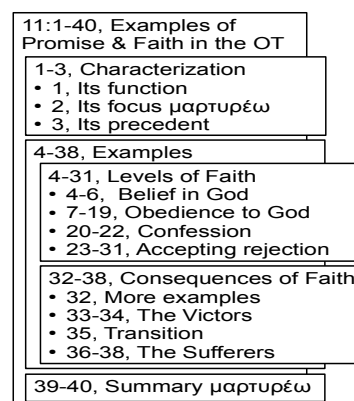 11:1-40, Examples of
Promise & Faith in the OT
1-3, Characterization
• 1, Its function
• 2, Its focus μαρτυρέω
• 3, Its precedent
4-38, Examples
4-31, Levels of Faith
• 4-6, Belief in God
• 7-19, Obedience to God
• 20-22, Confession
• 23-31, Accepting rejection
32-38, Consequences of Faith
• 32, More examples
• 33-34, The Victors
• 35, Transition
• 36-38, The Sufferers
39-40, Summary μαρτυρέω